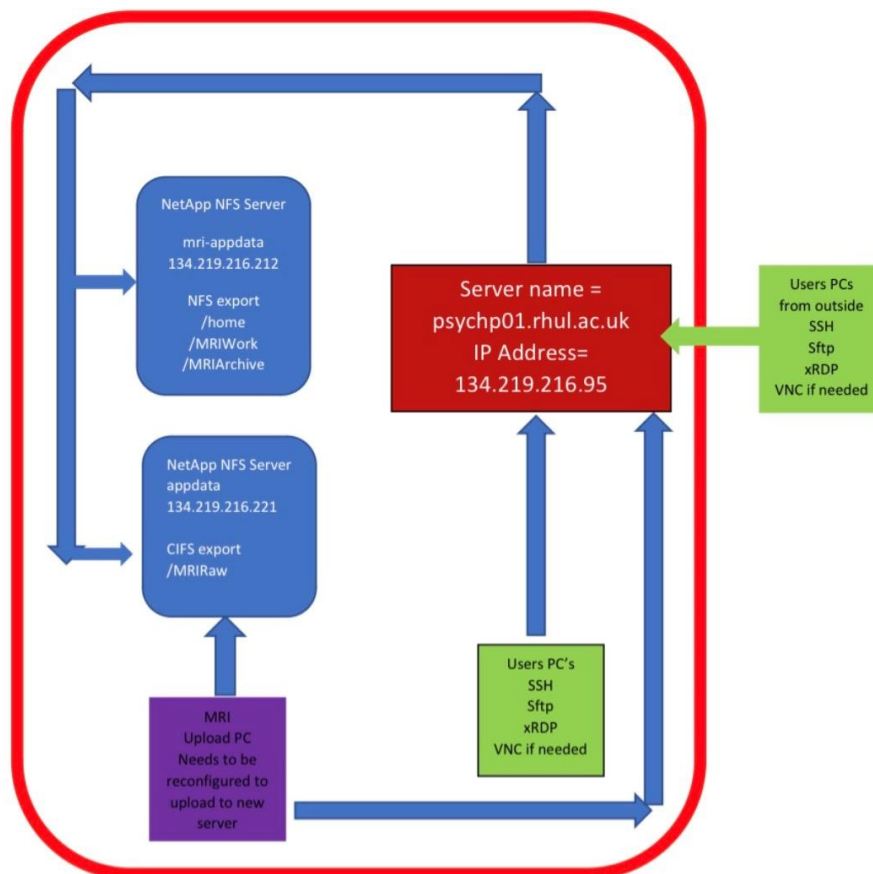 NetApp NFS Server
mri-appdata
134.219.216.212
NFS export
/home
/MRIWork
/MRIArchive
Server name =
psychp01.rhul.ac.uk
IP Address=
134.219.216.95
Users PCs
from outside
SSH
Sftp
xRDP
VNC if needed
NetApp NFS Server
appdata
134.219.216.221
CIFS export
/MRIRaw
MRI
Upload PC
Needs to be
reconfigured to
upload to new
server
Users PC's
SSH
Sftp
xRDP
VNC if needed